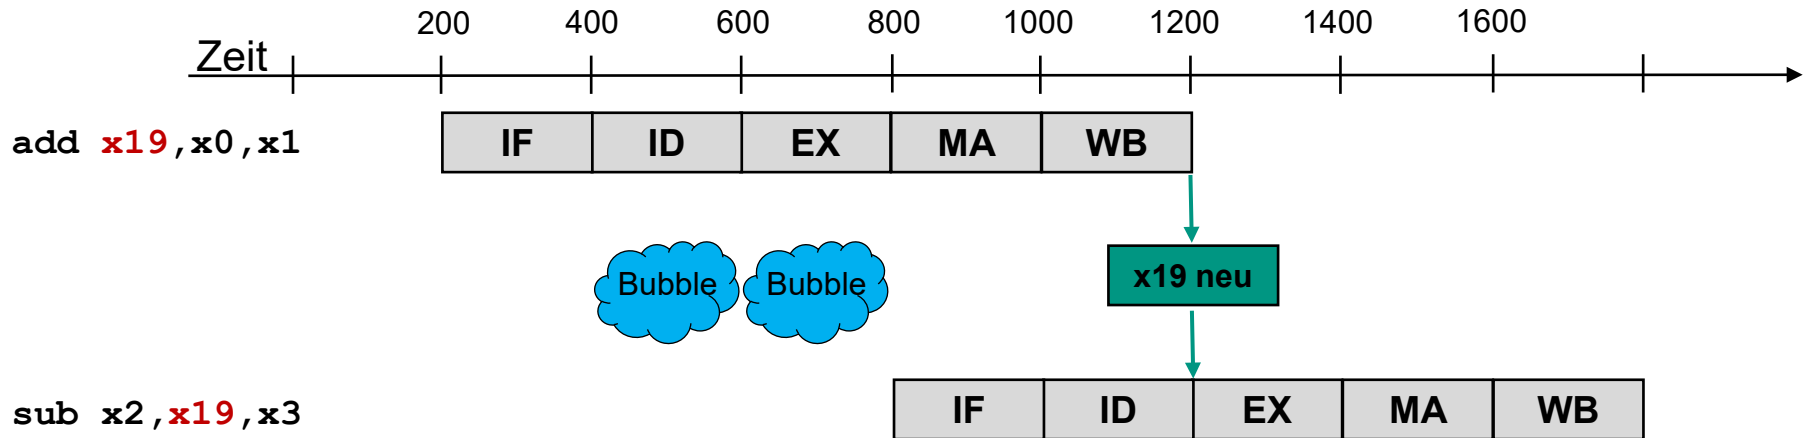 200 400 600 800 1000 1200 1400 1600
Zeit
add x19,x0,x1 IF ID EX MA WB
Bubble Bubble x19 neu
sub x2,x19,x3 IF ID EX MA WB